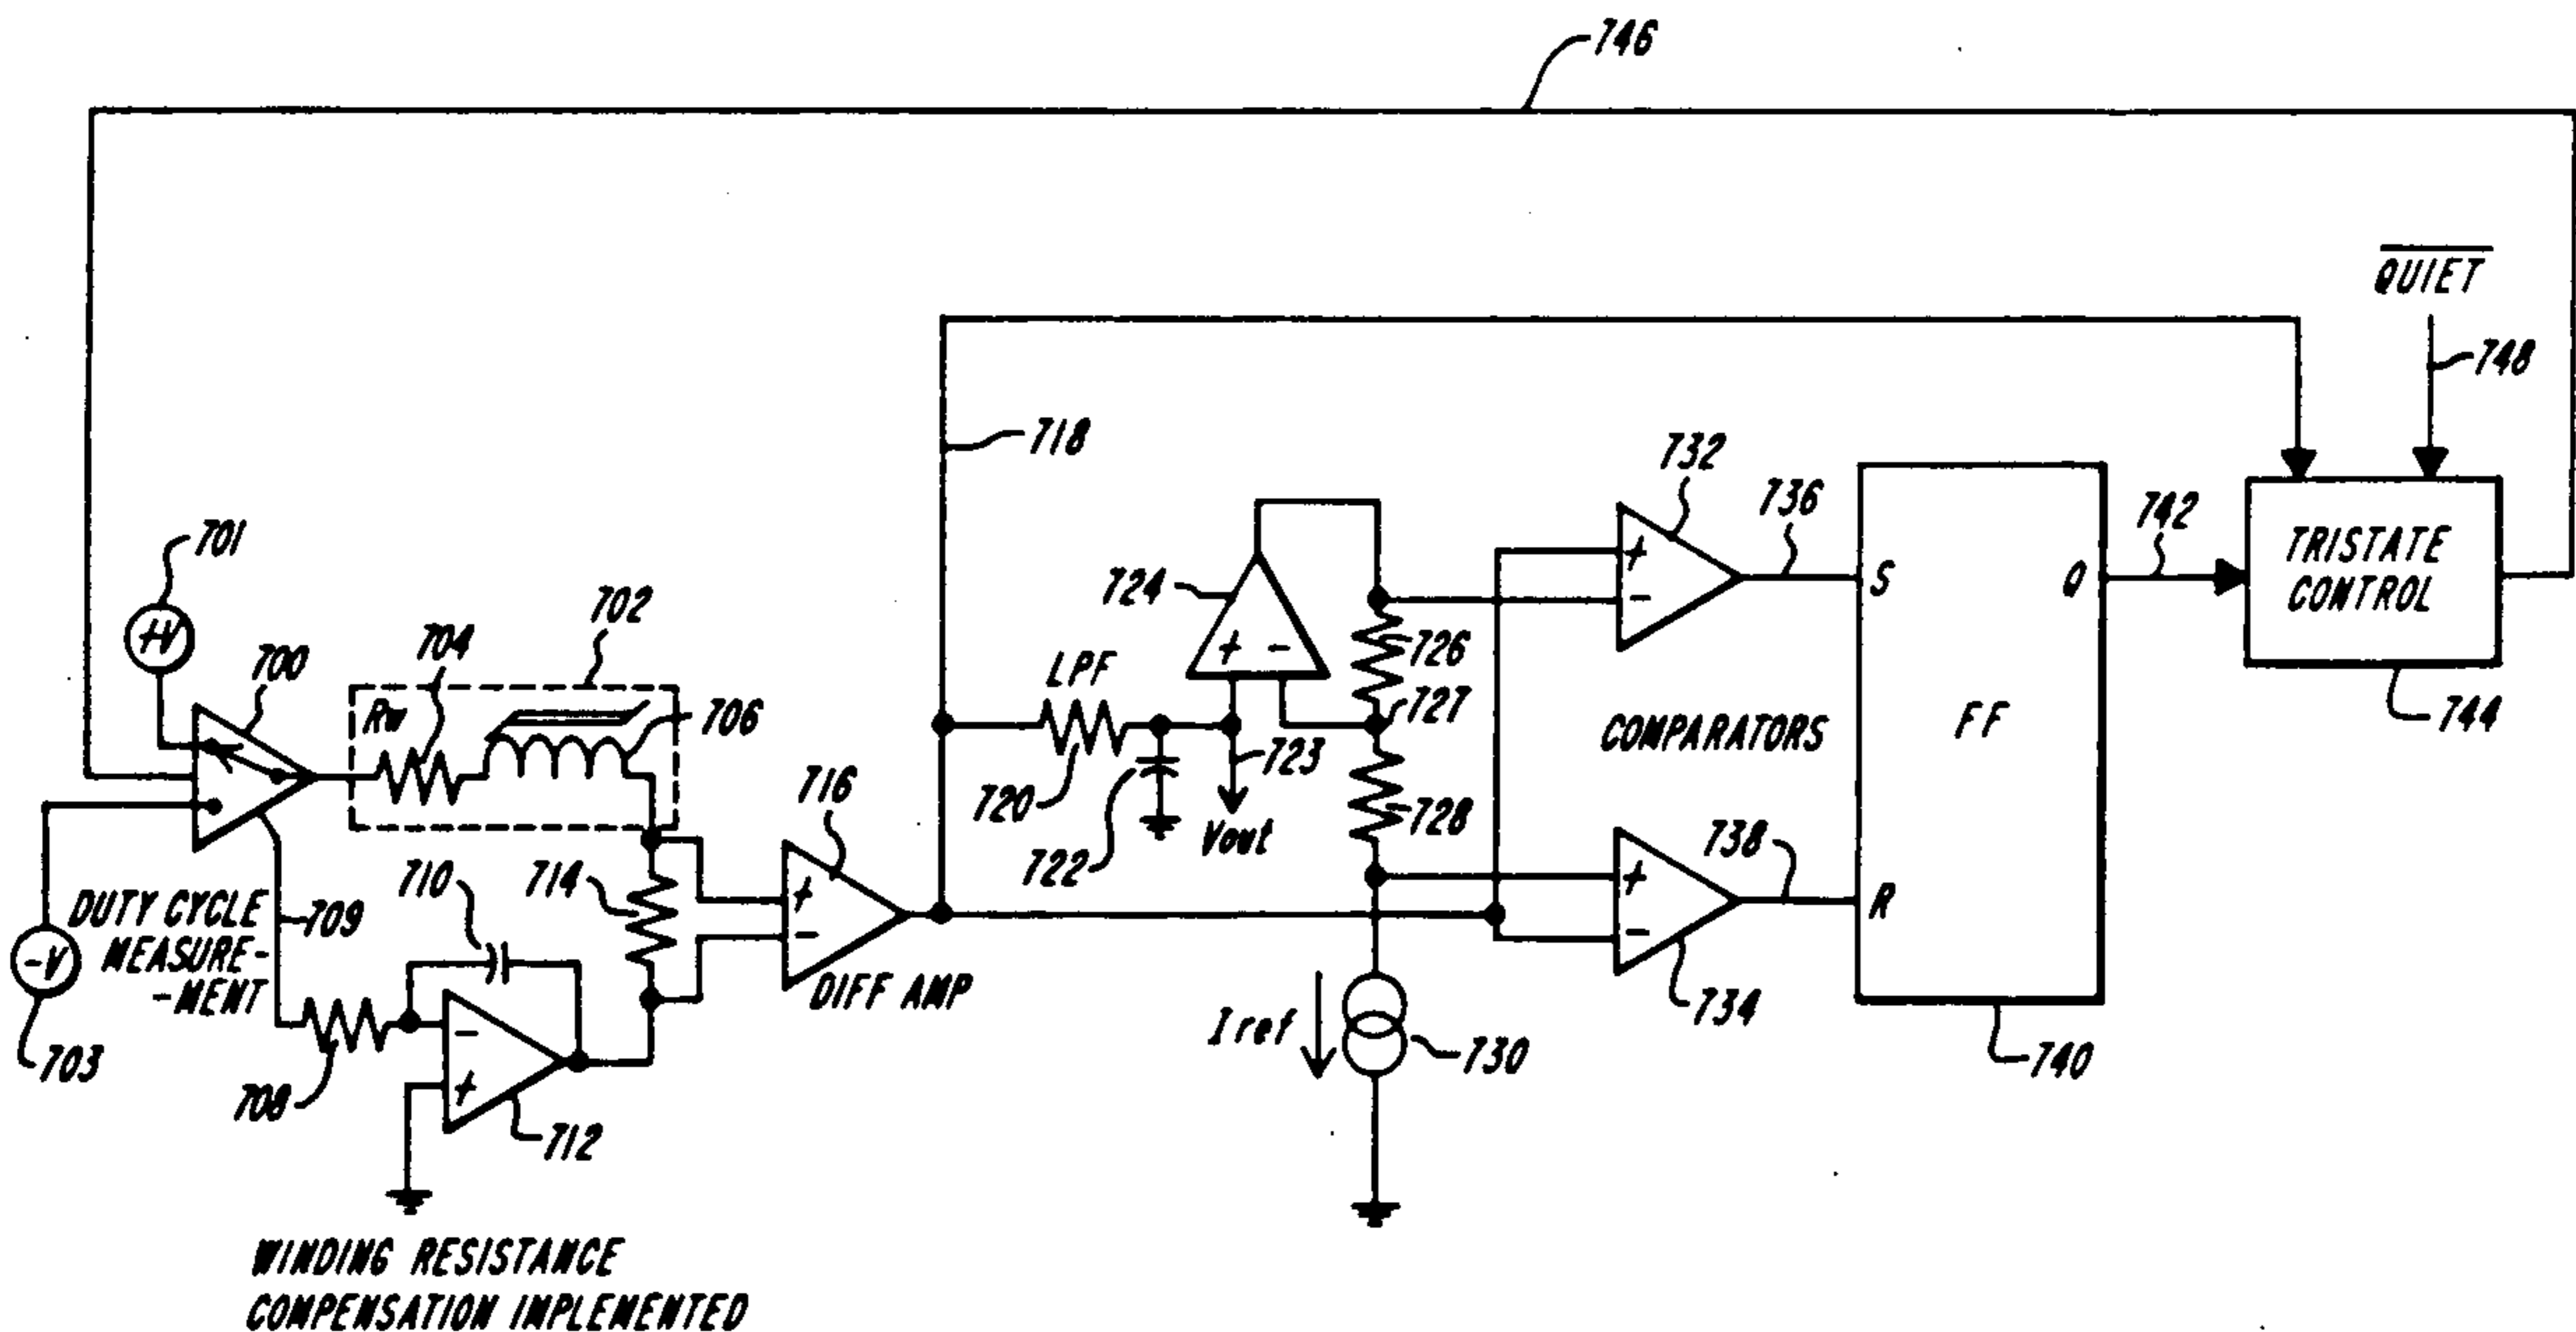 746
QUIET
748
718
732
736
742
701
+V
700
704
702
Rw
706
724
LPF
+ -
726
727
+
-
S
Q
TRISTATE
CONTROL
744
COMPARATORS
FF
720
722
723
Vout
728
716
+
-
DIFF AMP
+
-
738
R
734
740
DUTY CYCLE
MEASURE-
-MENT
709
710
714
-V
703
708
-
+
712
Iref
730
WINDING RESISTANCE
COMPENSATION IMPLEMENTED